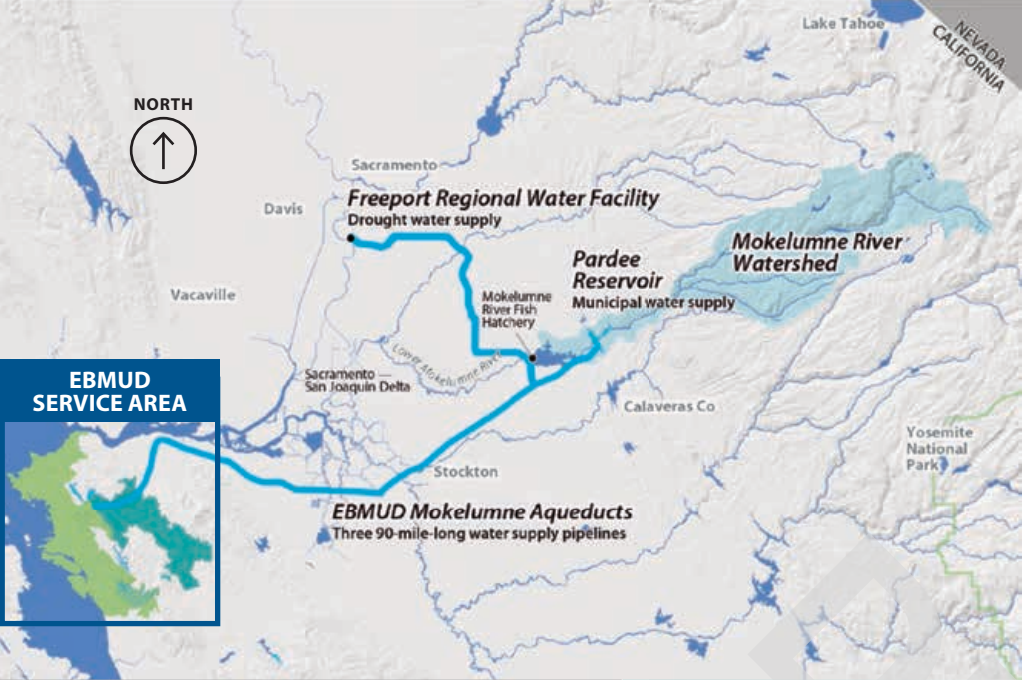 Lake Tahoe
NEVADA
CALIFORNIA
NORTH
Sacramento
Freeport Regional Water Facility
Drought water supply
Davis
Mokelumne River
Watershed
Pardee
Reservoir
Municipal water supply
Vacaville
Mokelumne
River Fish
Hatchery
Lower Mokelumne River
Sacramento —
San Joaquin Delta
EBMUD
SERVICE AREA
Calaveras Co
Yosemite
National
Park
Stockton
EBMUD Mokelumne Aqueducts
Three 90-mile-long water supply pipelines